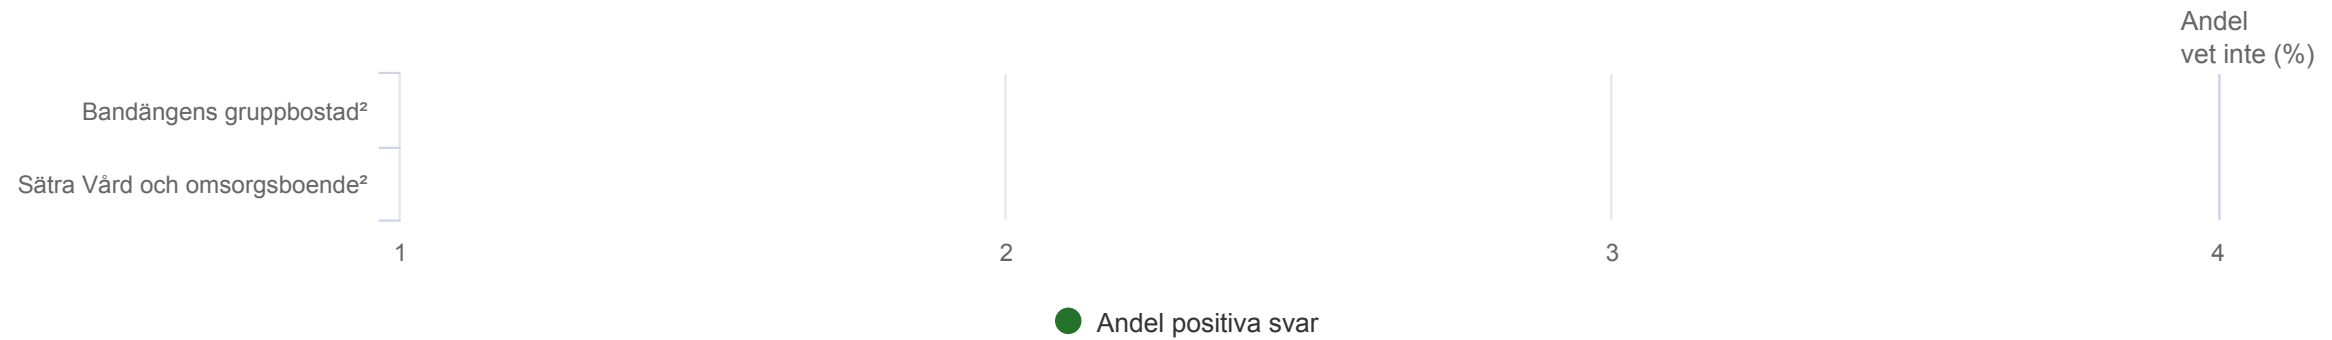 Andel
vet inte (%)
Bandängens gruppbostad²
Sätra Vård och omsorgsboende²
1 2 3 4
Andel positiva svar